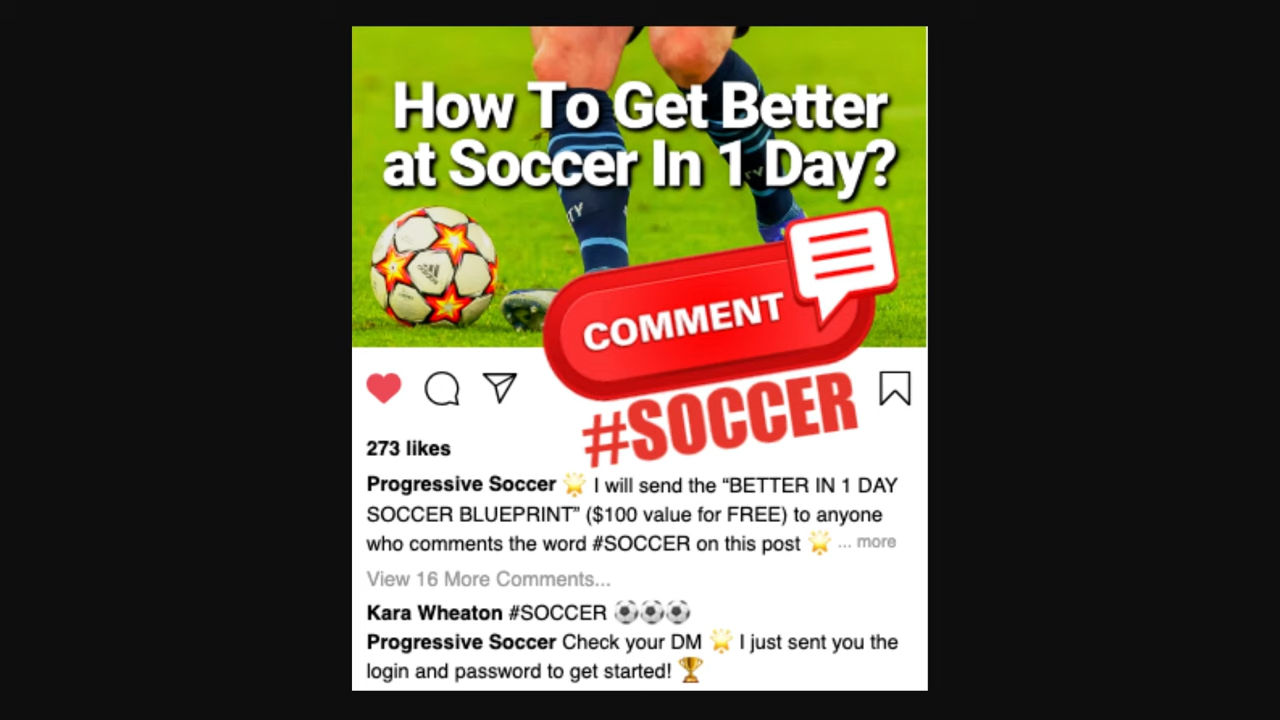 How To Get Better
at Soccer In 1 Day?
TY
TY
COMMENT
#SOCCER
273 likes
Progressive Soccer 🌟 I will send the “BETTER IN 1 DAY
SOCCER BLUEPRINT” ($100 value for FREE) to anyone
who comments the word #SOCCER on this post 🌟 ... more
View 16 More Comments...
Kara Wheaton #SOCCER ⚽⚽⚽
Progressive Soccer Check your DM 🌟 I just sent you the
login and password to get started! 🏆